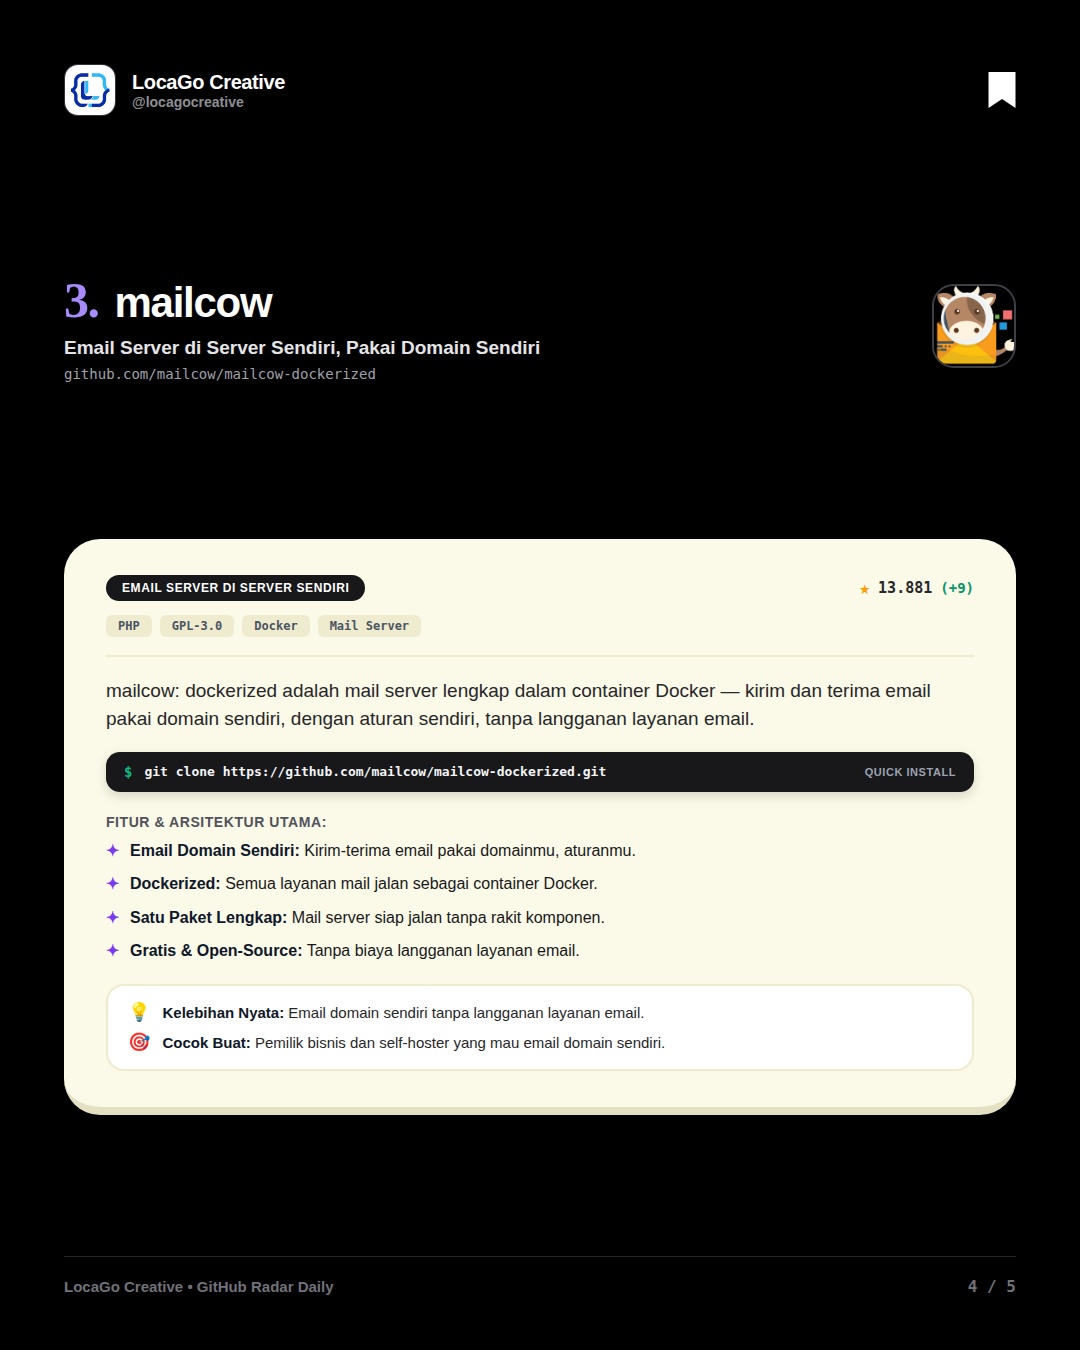 LocaGo Creative
@locagocreative
3. mailcow
Email Server di Server Sendiri, Pakai Domain Sendiri
github.com/mailcow/mailcow-dockerized
EMAIL SERVER DI SERVER SENDIRI
★ 13.881 (+9)
PHP GPL-3.0 Docker Mail Server
mailcow: dockerized adalah mail server lengkap dalam container Docker — kirim dan terima email
pakai domain sendiri, dengan aturan sendiri, tanpa langganan layanan email.
$ git clone https://github.com/mailcow/mailcow-dockerized.git QUICK INSTALL
FITUR & ARSITEKTUR UTAMA:
✦ Email Domain Sendiri: Kirim-terima email pakai domainmu, aturanmu.
✦ Dockerized: Semua layanan mail jalan sebagai container Docker.
✦ Satu Paket Lengkap: Mail server siap jalan tanpa rakit komponen.
✦ Gratis & Open-Source: Tanpa biaya langganan layanan email.
💡 Kelebihan Nyata: Email domain sendiri tanpa langganan layanan email.
🎯 Cocok Buat: Pemilik bisnis dan self-hoster yang mau email domain sendiri.
LocaGo Creative • GitHub Radar Daily
4 / 5